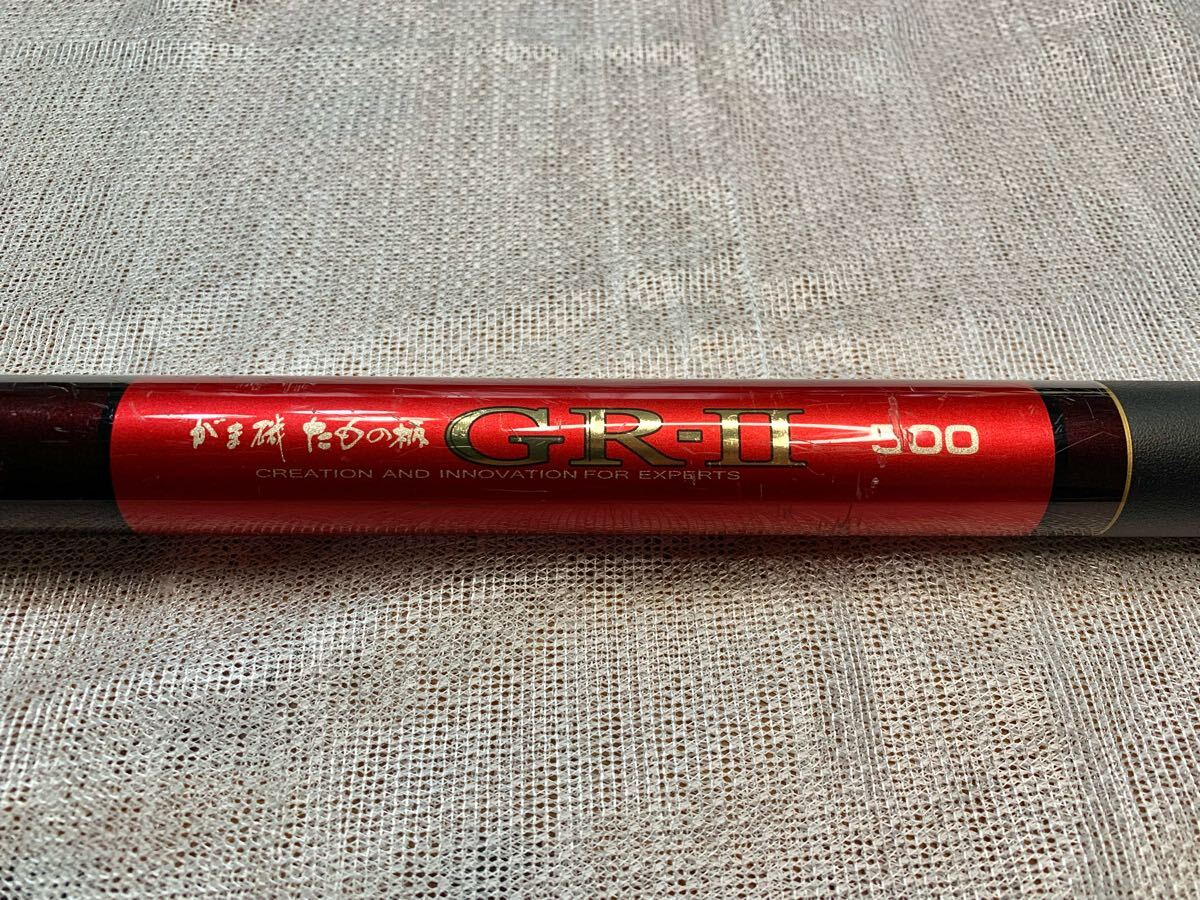 がま磯 たもの柄 GR-II 500
CREATION AND INNOVATION FOR EXPERTS